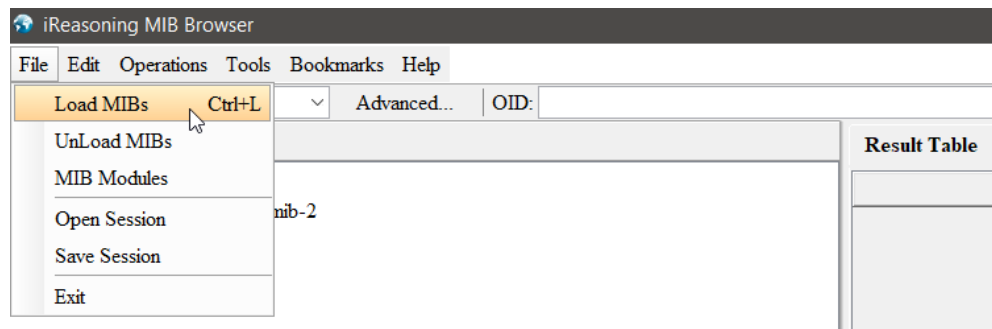 iReasoning MIB Browser
File Edit Operations Tools Bookmarks Help
Load MIBs Ctrl+L
Advanced... OID:
UnLoad MIBs
Result Table
MIB Modules
Open Session
mib-2
Save Session
Exit